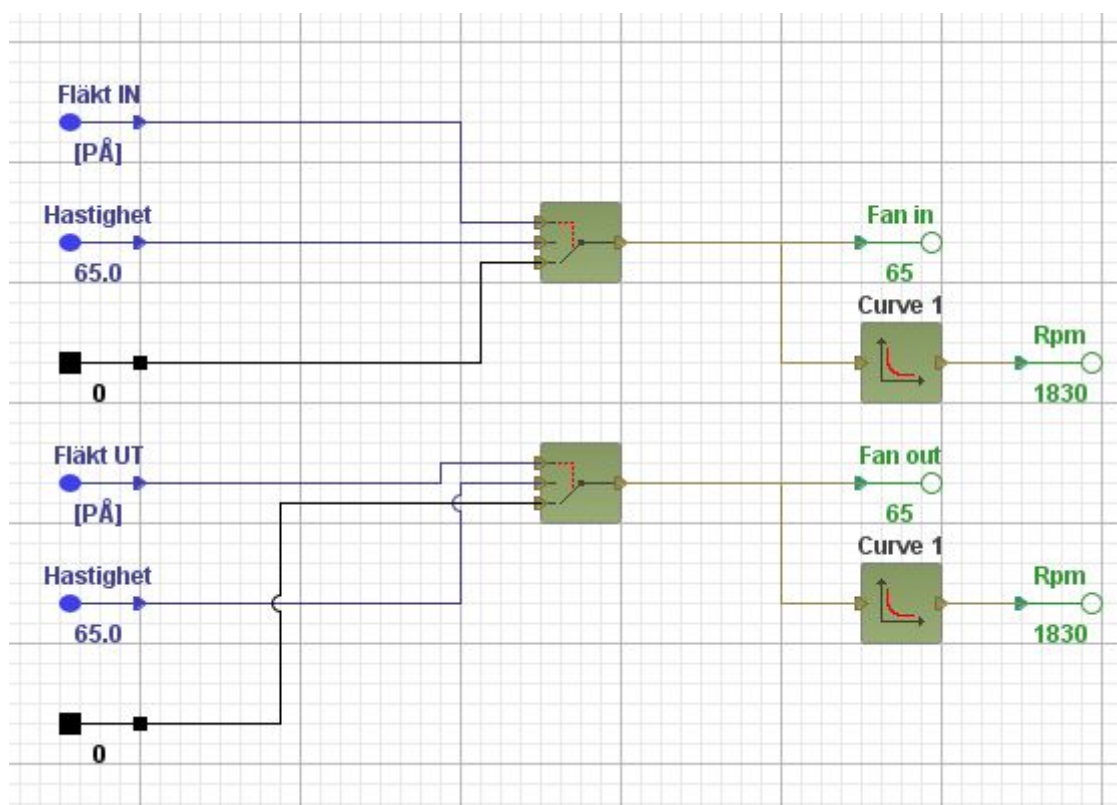 Fläkt IN
[PÅ]
Hastighet
65.0
0
Fan in
65
Curve 1
Rpm
1830
Fläkt UT
[PÅ]
Hastighet
65.0
0
Fan out
65
Curve 1
Rpm
1830